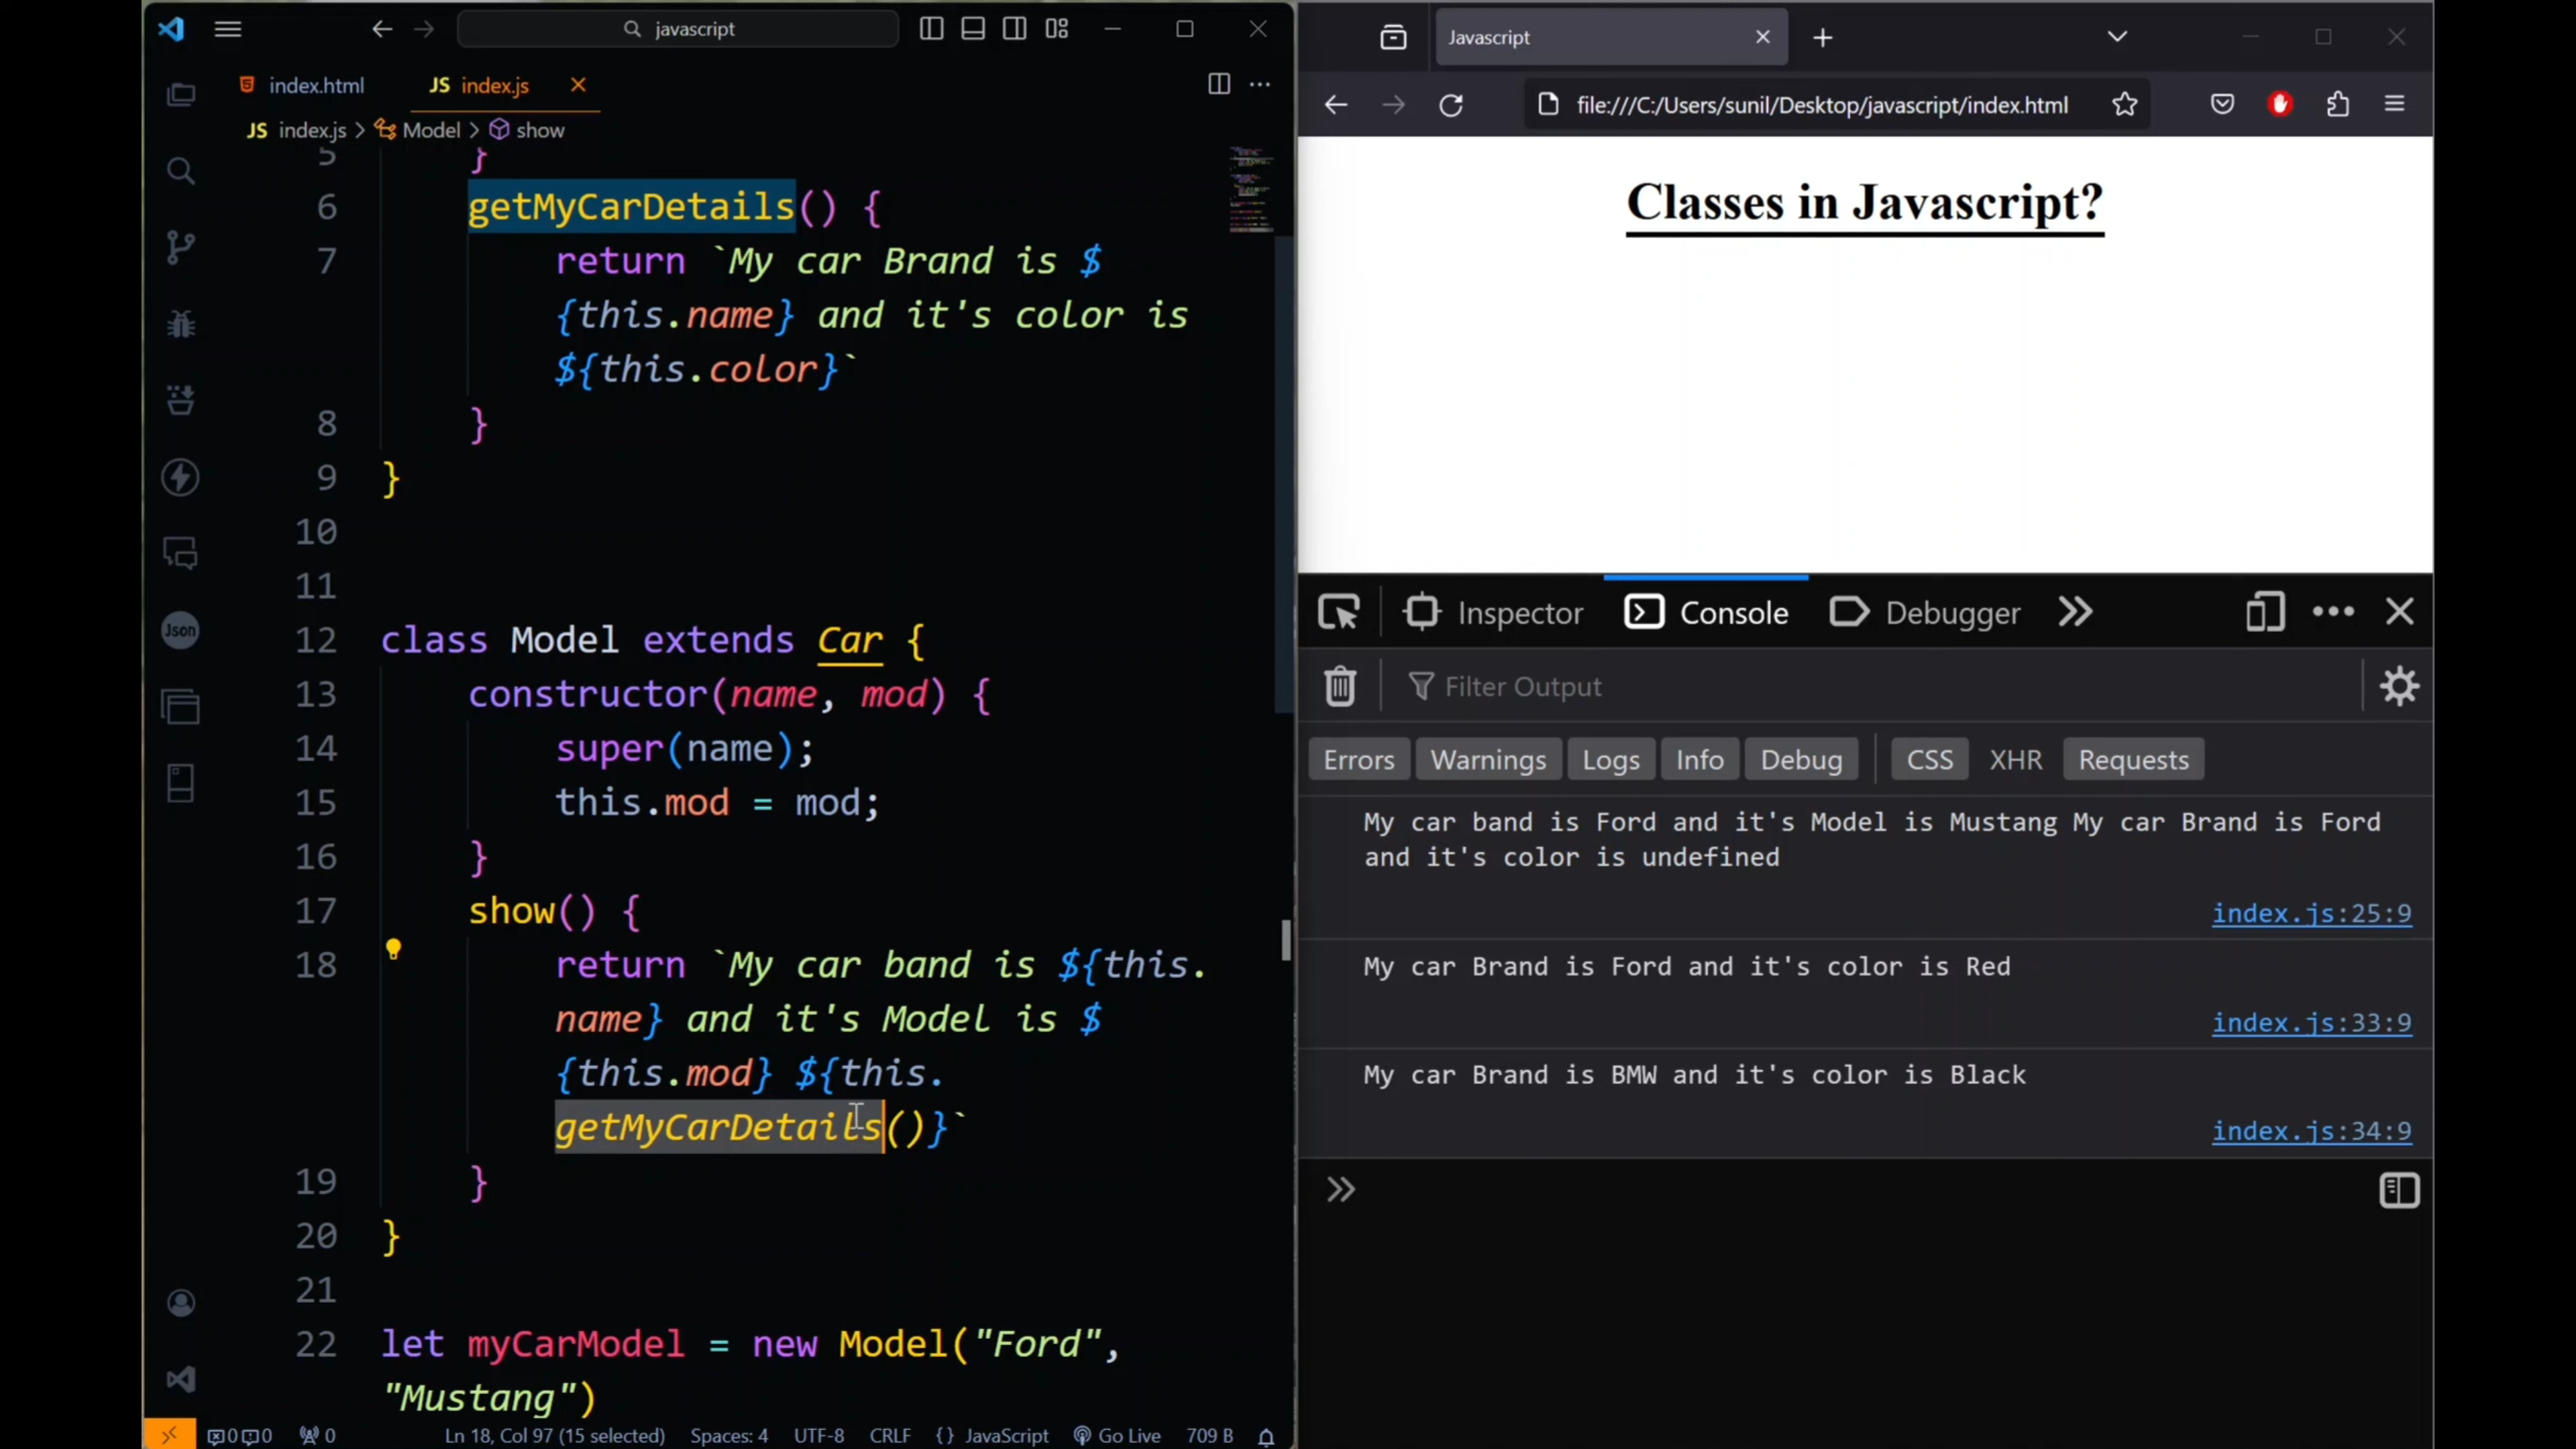 javascript
index.html
JS index.js
JS index.js > Model > show
5 }
6 getMyCarDetails() {
7 return `My car Brand is $
{this.name} and it's color is
${this.color}`
8 }
9 }
10
11
12 class Model extends Car {
13 constructor(name, mod) {
14 super(name);
15 this.mod = mod;
16 }
17 show() {
18 return `My car band is ${this.
name} and it's Model is $
{this.mod} ${this.
getMyCarDetails()}`
19 }
20 }
21
22 let myCarModel = new Model("Ford",
"Mustang")
Json
0 0 0 Ln 18, Col 97 (15 selected) Spaces: 4 UTF-8 CRLF {} JavaScript Go Live 709 B
Javascript
file:///C:/Users/sunil/Desktop/javascript/index.html
Classes in Javascript?
Inspector Console Debugger
Filter Output
Errors Warnings Logs Info Debug CSS XHR Requests
My car band is Ford and it's Model is Mustang My car Brand is Ford
and it's color is undefined
index.js:25:9
My car Brand is Ford and it's color is Red
index.js:33:9
My car Brand is BMW and it's color is Black
index.js:34:9